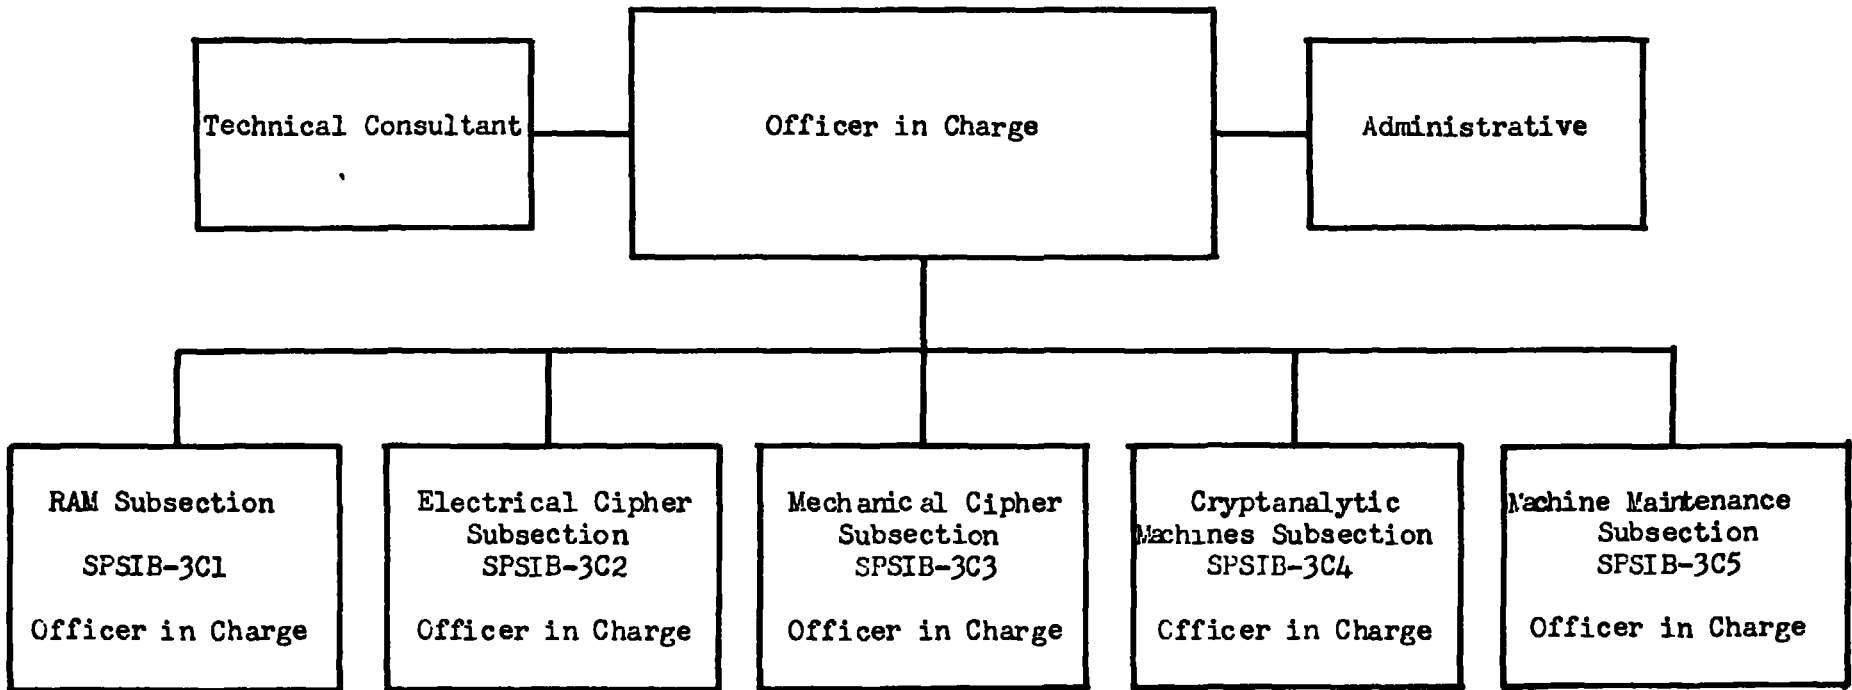 Technical Consultant
Officer in Charge
Administrative
RAM Subsection
SPSIB-3C1
Officer in Charge
Electrical Cipher
Subsection
SPSIB-3C2
Officer in Charge
Mechanical Cipher
Subsection
SPSIB-3C3
Officer in Charge
Cryptanalytic
Machines Subsection
SPSIB-3C4
Officer in Charge
Machine Maintenance
Subsection
SPSIB-3C5
Officer in Charge